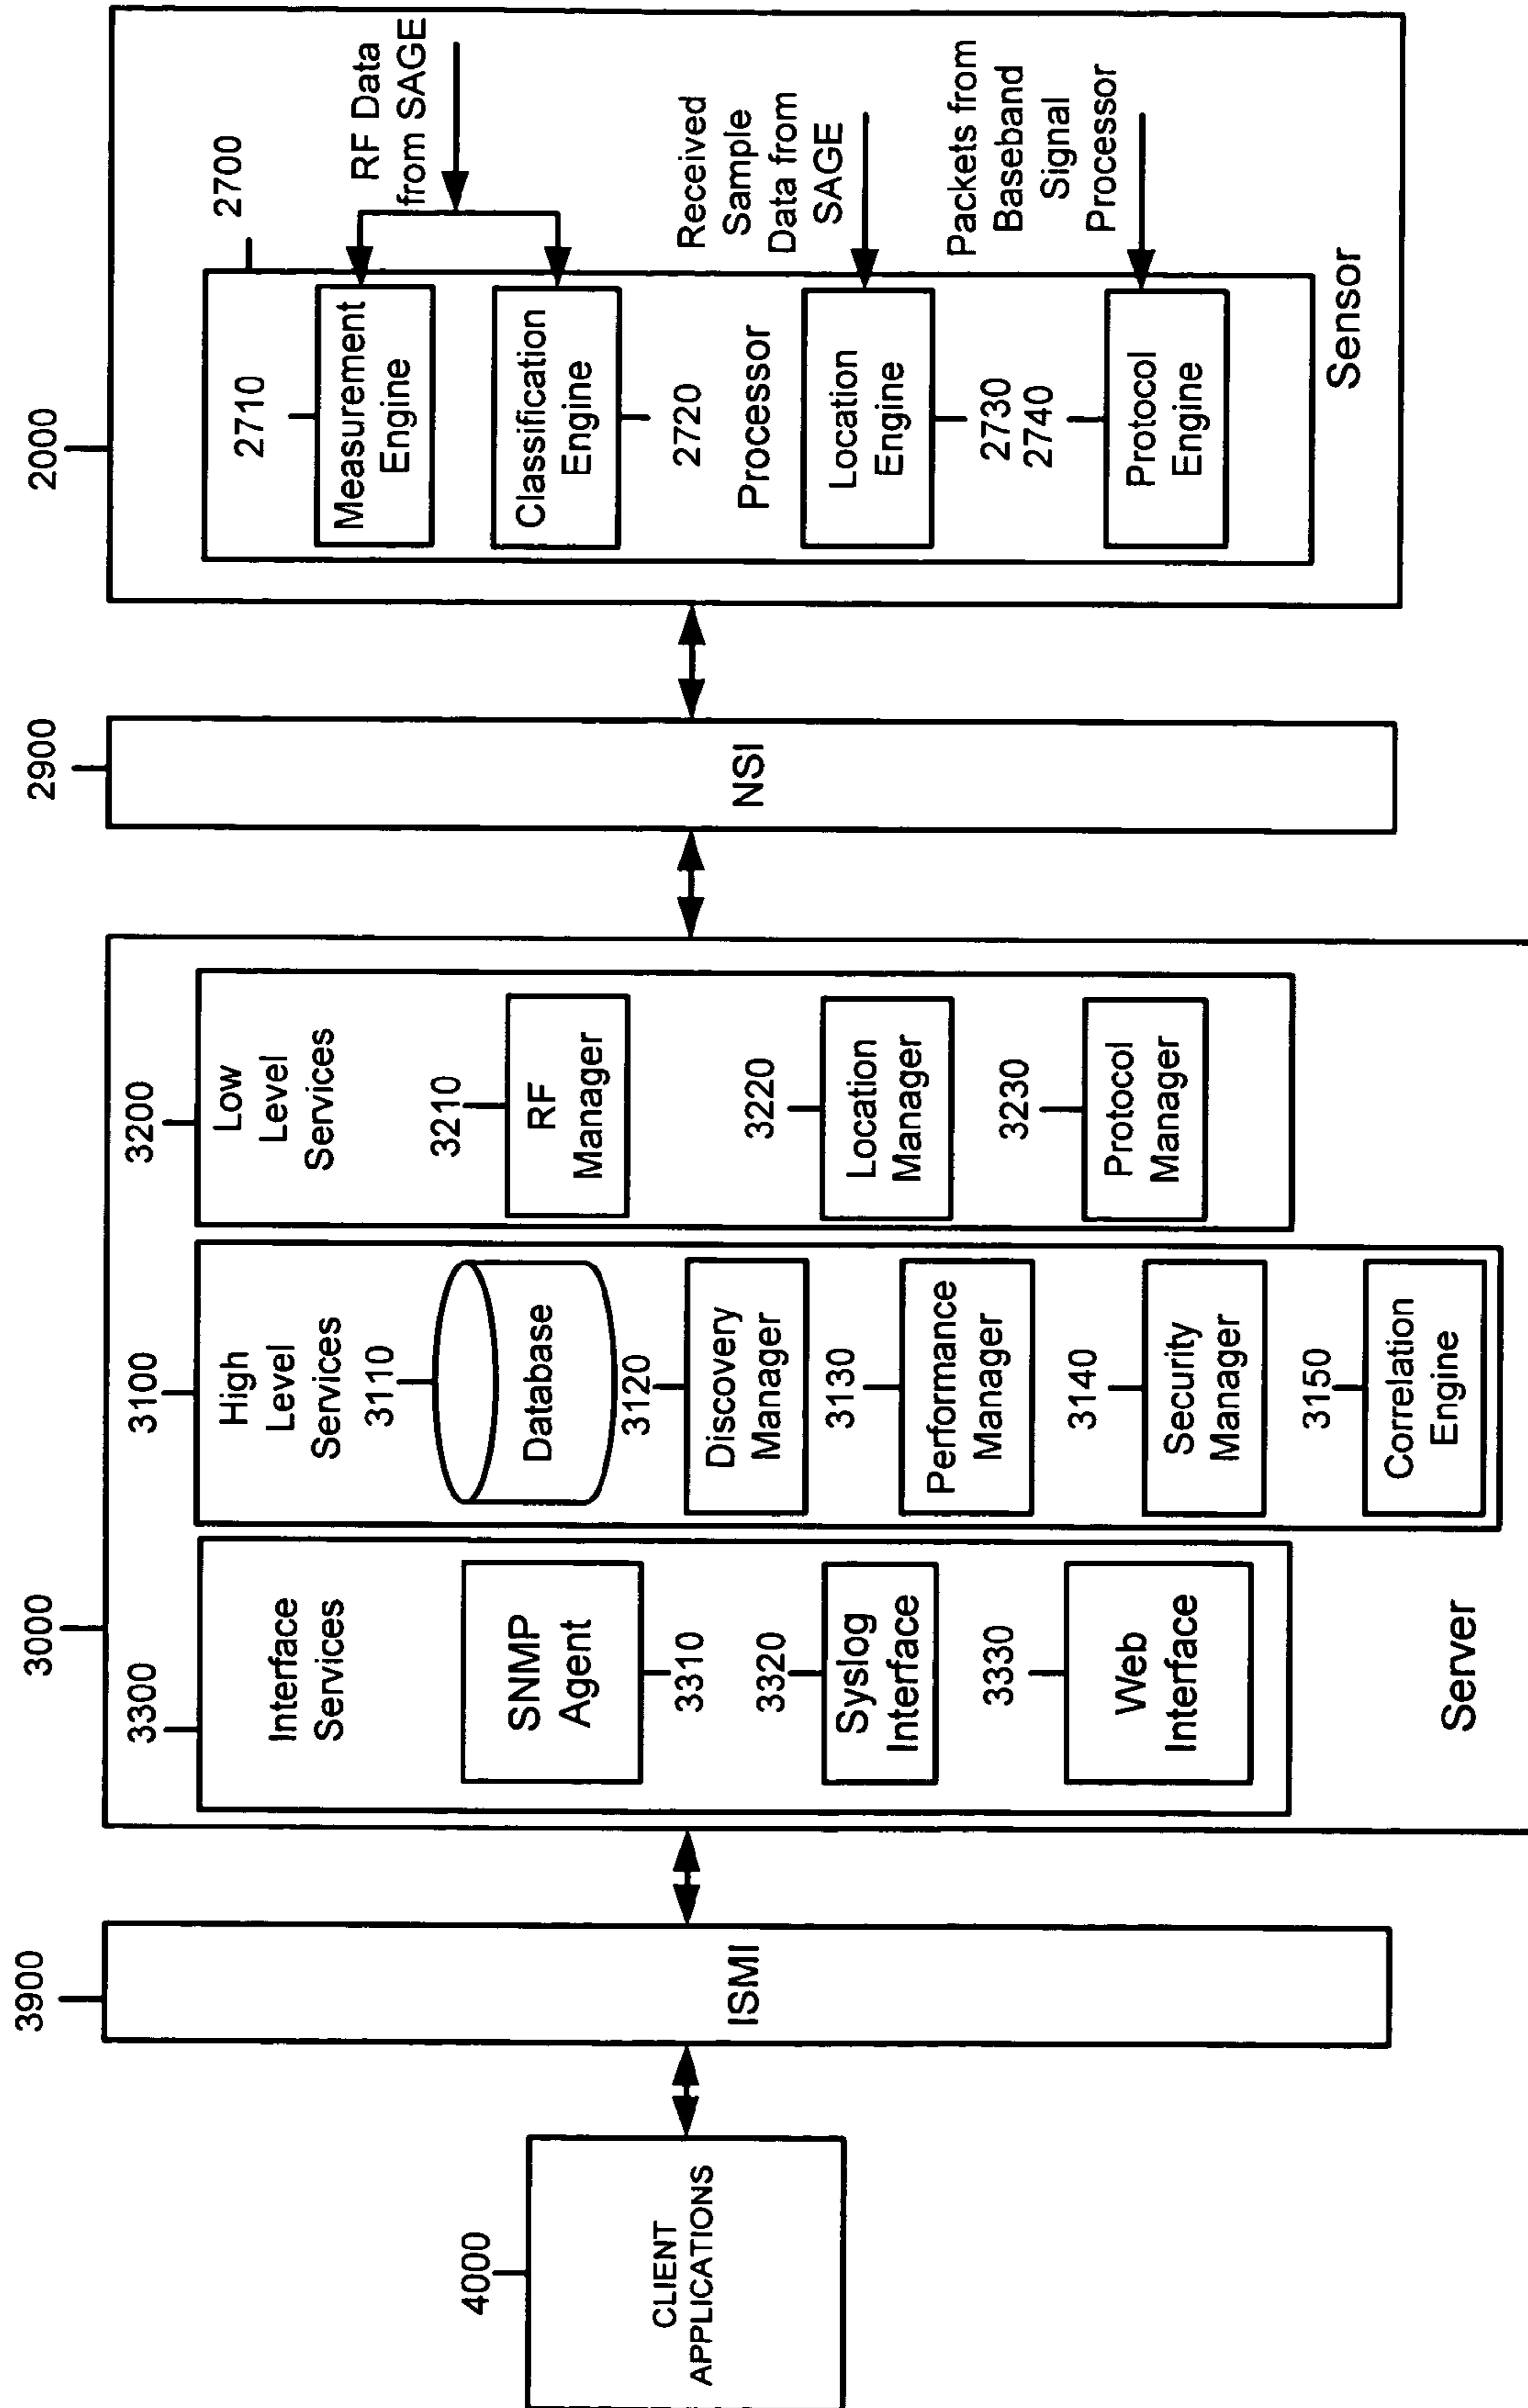 4000
CLIENT
APPLICATIONS
3900
ISMI
3000
3300
Interface
Services
SNMP
Agent
3310
3320
Syslog
Interface
3330
Web
Interface
3100
High
Level
Services
3110
Database
3120
Discovery
Manager
3130
Performance
Manager
3140
Security
Manager
3150
Correlation
Engine
3200
Low
Level
Services
3210
RF
Manager
3220
Location
Manager
3230
Protocol
Manager
Server
2900
NSI
2000
2700
2710
Measurement
Engine
Classification
Engine
2720
Processor
Location
Engine
2730
2740
Protocol
Engine
RF Data
from SAGE
Received
Sample
Data from
SAGE
Packets from
Baseband
Signal
Processor
Sensor